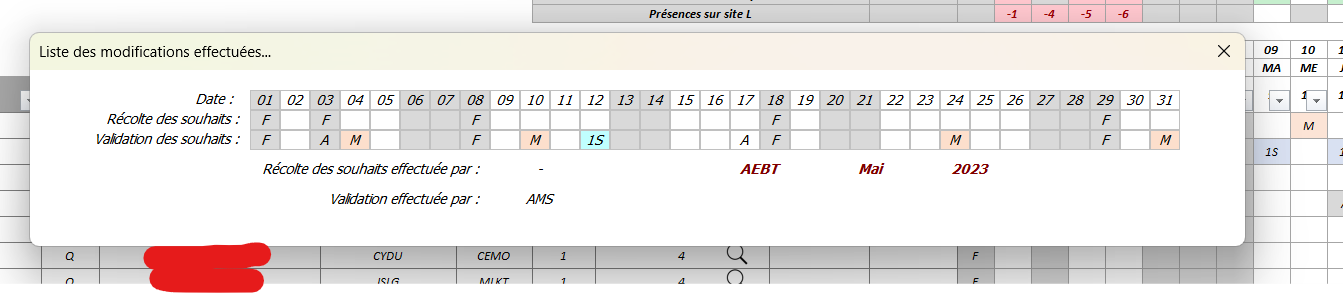 Présences sur site L -1 -4 -5 -6
Liste des modifications effectuées...
09 10
MA ME
Date : 01 02 03 04 05 06 07 08 09 10 11 12 13 14 15 16 17 18 19 20 21 22 23 24 25 26 27 28 29 30 31
Récolte des souhaits : F F F F F
M
Validation des souhaits : F A M F M 1S A F M F M
1S
Récolte des souhaits effectuée par : - AEBT Mai 2023
Validation effectuée par : AMS
Q CYDU CEMO 1 4 F
Q ISLG MLKT 1 4 F